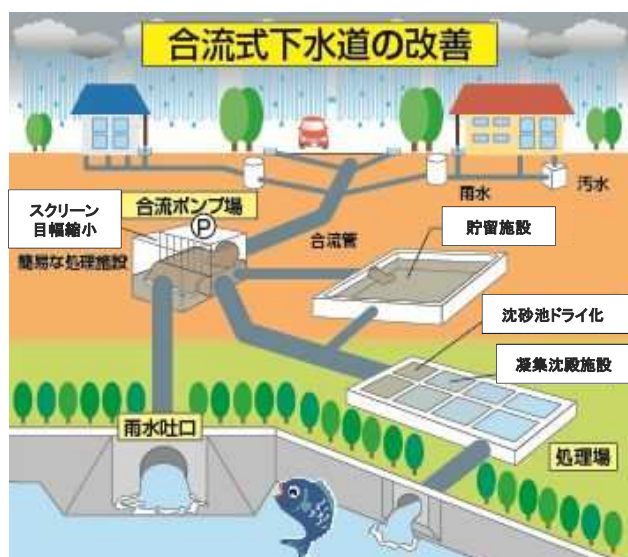 合流式下水道の改善
雨水
汚水
スクリーン
目幅縮小
合流ポンプ場
P
簡易な処理施設
合流管
貯留施設
沈砂池ドライ化
凝集沈殿施設
雨水吐口
処理場